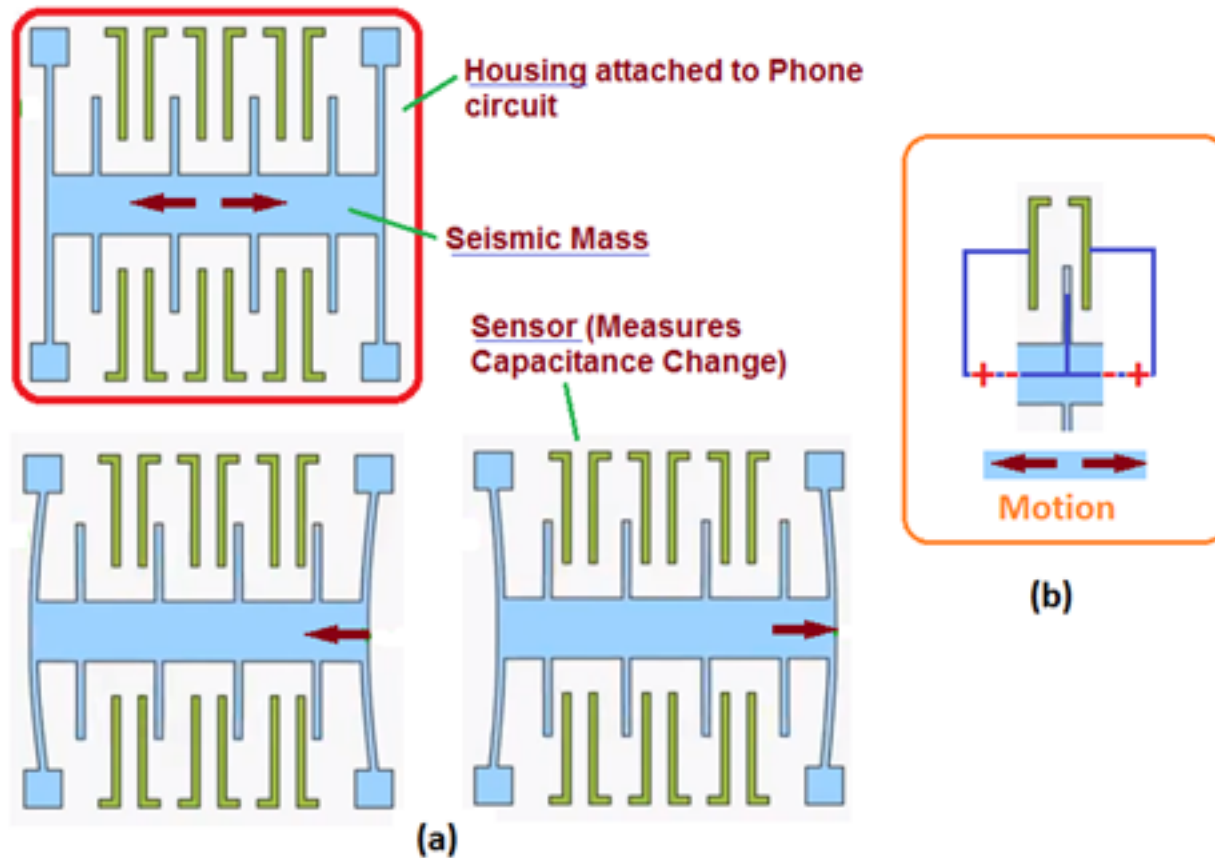 Housing attached to Phone
circuit
Seismic Mass
Sensor (Measures
Capacitance Change)
+ +
Motion
(b)
(a)